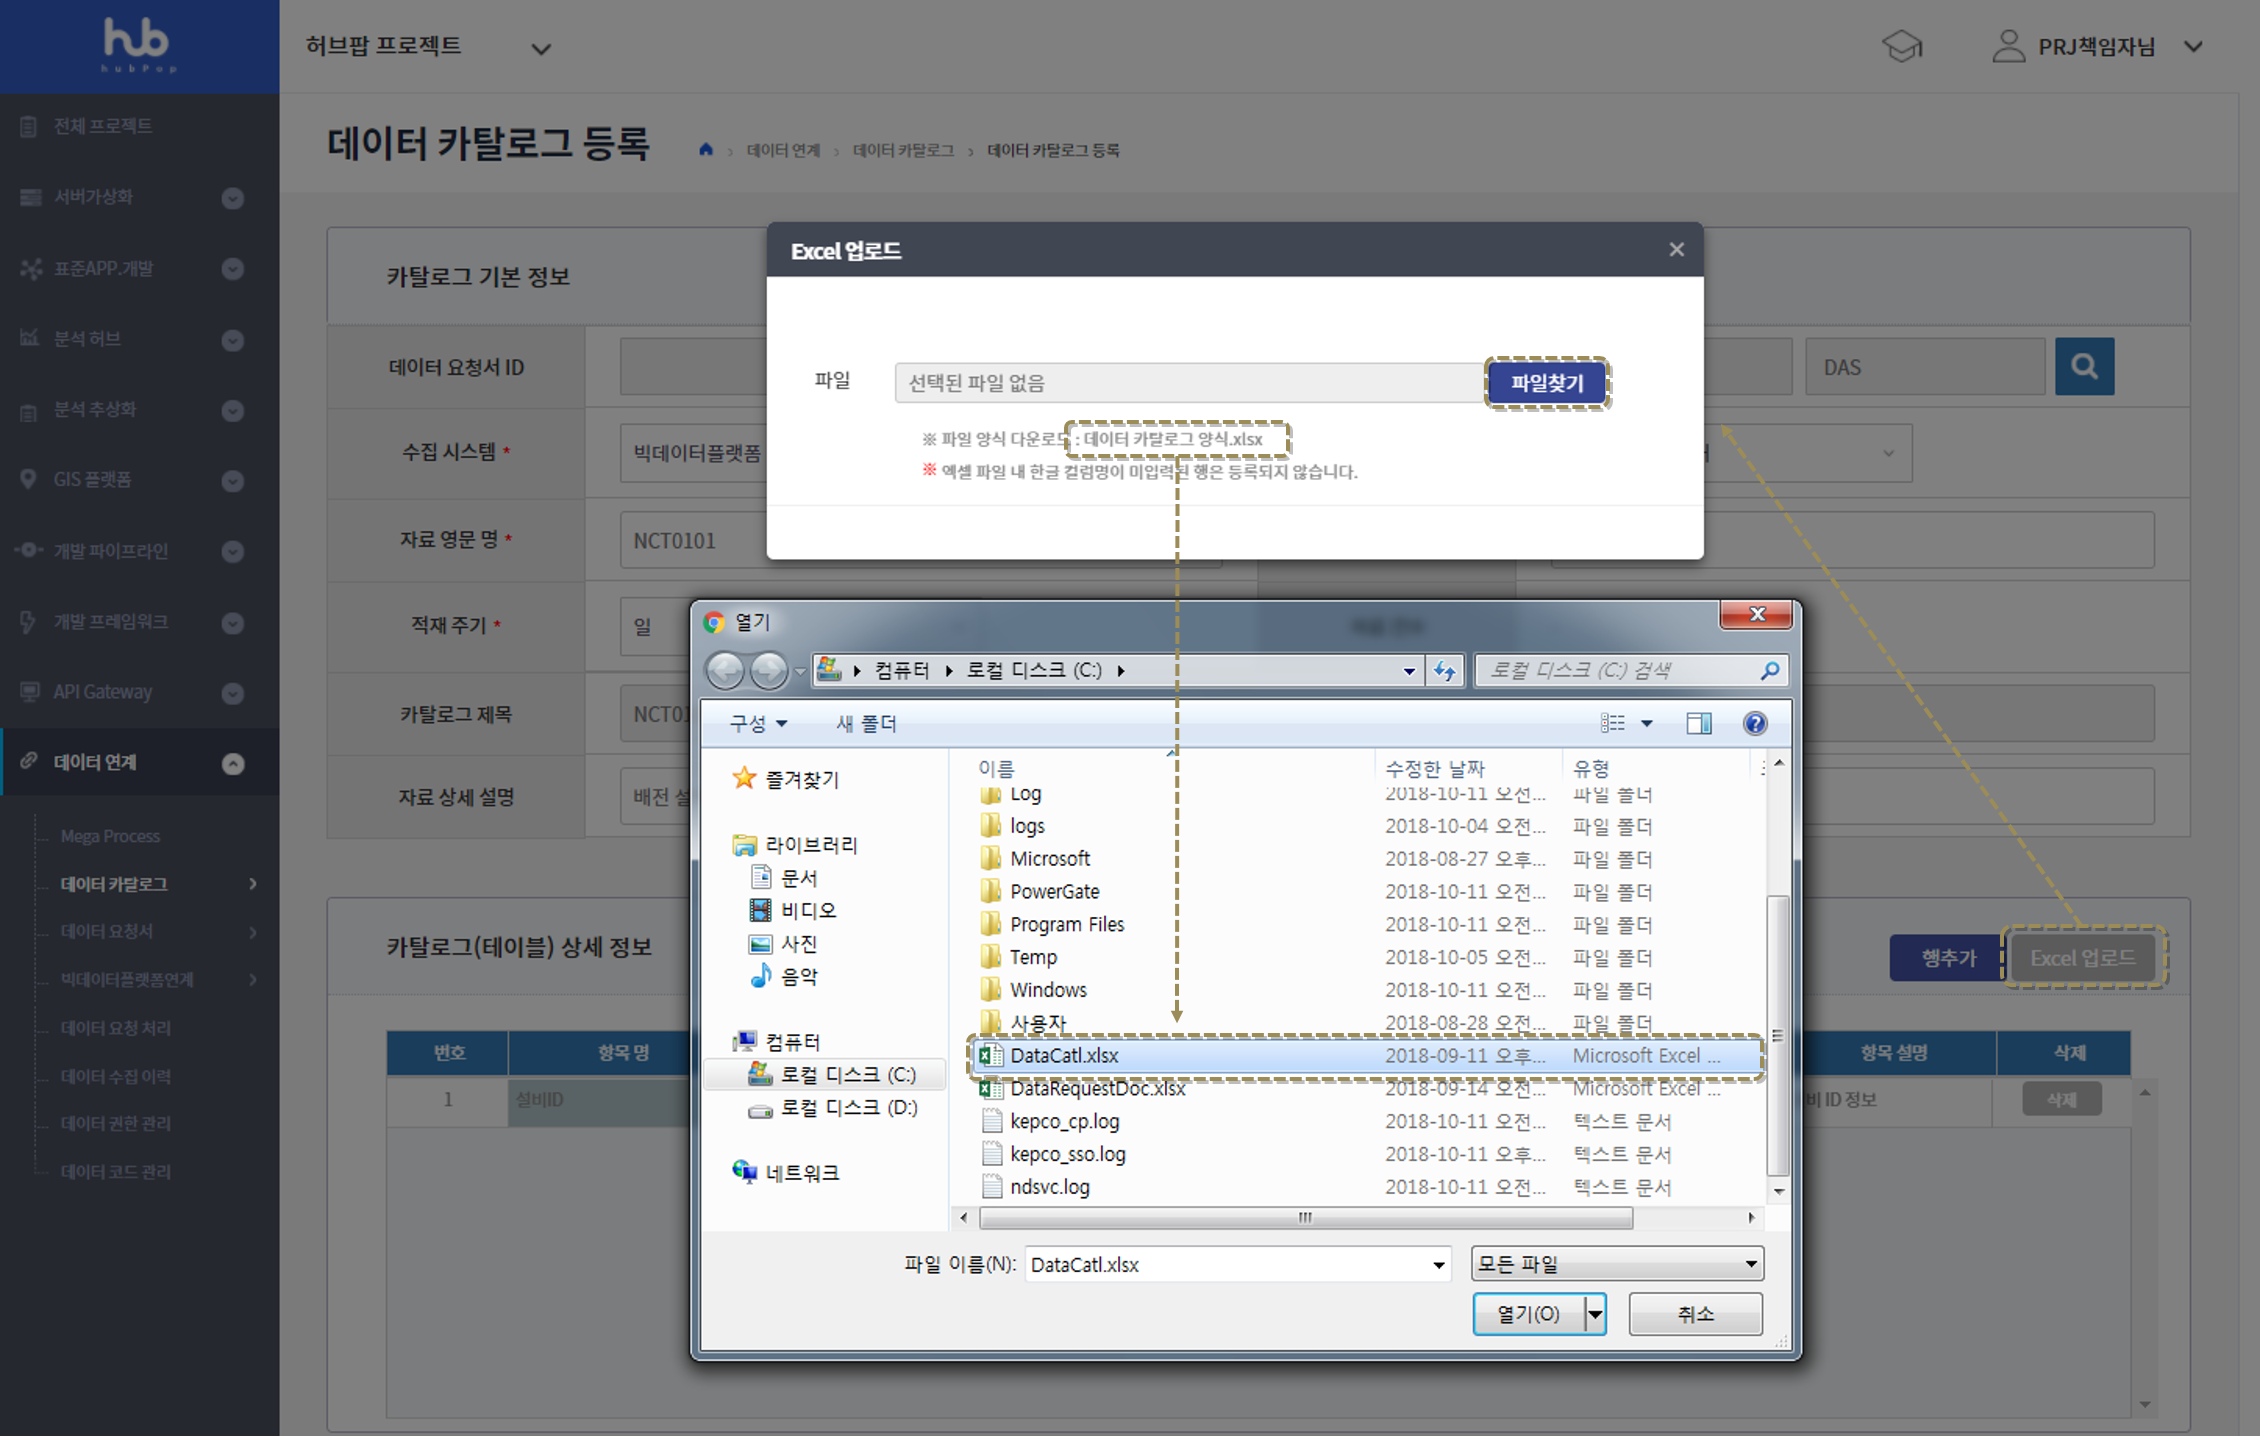 hub
hubPop
허브팝 프로젝트
PRJ책임자님
전체 프로젝트
서버가상화
표준APP.개발
분석 허브
분석 추상화
GIS 플랫폼
개발 파이프라인
개발 프레임워크
API Gateway
데이터 연계
Mega Process
데이터 카탈로그
데이터 요청서
빅데이터플랫폼연계
데이터 요청 처리
데이터 수집 이력
데이터 권한 관리
데이터 코드 관리
데이터 카탈로그 등록
데이터 연계 > 데이터 카탈로그 > 데이터 카탈로그 등록
카탈로그 기본 정보
데이터 요청서 ID
DAS
수집 시스템 *
빅데이터플랫폼
자료 영문 명 *
NCT0101
적재 주기 *
일
카탈로그 제목
NCT01
자료 상세 설명
배전 설
Excel 업로드
파일
선택된 파일 없음
파일찾기
※ 파일 양식 다운로드 : 데이터 카탈로그 양식.xlsx
※ 엑셀 파일 내 한글 컬럼명이 미입력된 행은 등록되지 않습니다.
열기
컴퓨터
로컬 디스크 (C:)
로컬 디스크 (C:) 검색
구성
새 폴더
즐겨찾기
라이브러리
문서
비디오
사진
음악
컴퓨터
로컬 디스크 (C:)
로컬 디스크 (D:)
네트워크
이름 수정한 날짜 유형
Log 2018-10-11 오전... 파일 폴더
logs 2018-10-04 오전... 파일 폴더
Microsoft 2018-08-27 오후... 파일 폴더
PowerGate 2018-10-11 오전... 파일 폴더
Program Files 2018-10-11 오전... 파일 폴더
Temp 2018-10-05 오전... 파일 폴더
Windows 2018-10-11 오전... 파일 폴더
사용자 2018-08-28 오전... 파일 폴더
DataCatl.xlsx 2018-09-11 오후... Microsoft Excel ...
DataRequestDoc.xlsx 2018-09-14 오전... Microsoft Excel ...
kepco_cp.log 2018-10-11 오전... 텍스트 문서
kepco_sso.log 2018-10-11 오후... 텍스트 문서
ndsvc.log 2018-10-11 오전... 텍스트 문서
파일 이름(N): DataCatl.xlsx
모든 파일
열기(O)
취소
카탈로그(테이블) 상세 정보
행추가
Excel 업로드
번호 항목 명 항목 설명 삭제
1 설비ID 비 ID 정보 삭제